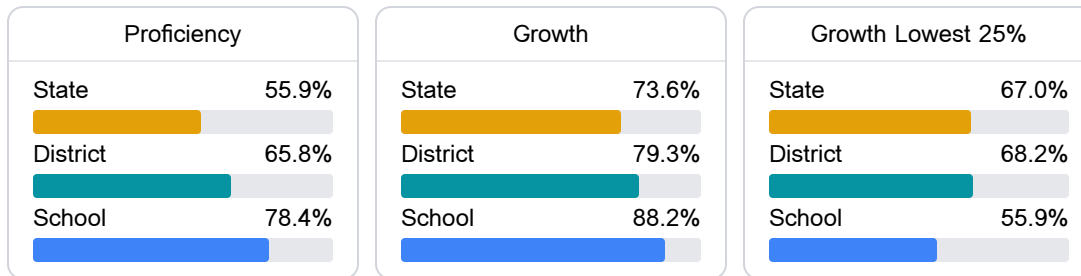 Proficiency
State 55.9%
District 65.8%
School 78.4%
Growth
State 73.6%
District 79.3%
School 88.2%
Growth Lowest 25%
State 67.0%
District 68.2%
School 55.9%